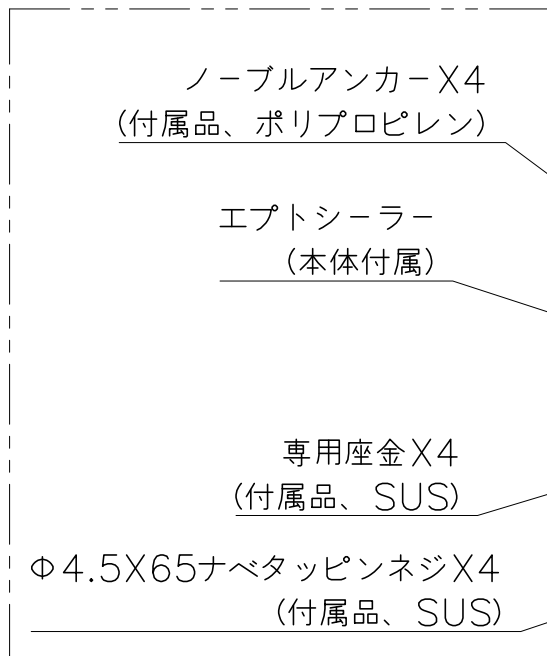 ノーブルアンカーX4
(付属品、ポリプロピレン)
エプトシーラー
(本体付属)
専用座金X4
(付属品、SUS)
Φ4.5X65ナベタッピンネジX4
(付属品、SUS)